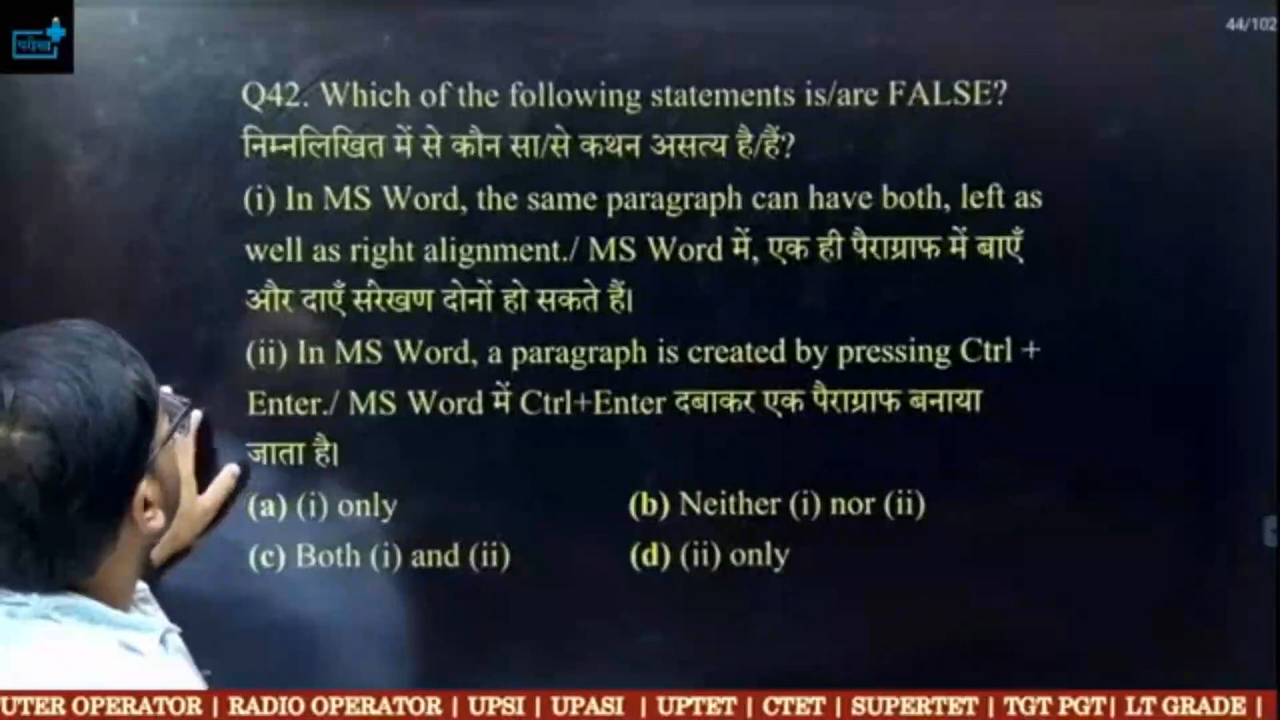 परीक्षा
44/102
Q42. Which of the following statements is/are FALSE?
निम्नलिखित में से कौन सा/से कथन असत्य है/हैं?
(i) In MS Word, the same paragraph can have both, left as
well as right alignment./ MS Word में, एक ही पैराग्राफ में बाएँ
और दाएँ संरेखण दोनों हो सकते हैं।
(ii) In MS Word, a paragraph is created by pressing Ctrl +
Enter./ MS Word में Ctrl+Enter दबाकर एक पैराग्राफ बनाया
जाता है।
(a) (i) only (b) Neither (i) nor (ii)
(c) Both (i) and (ii) (d) (ii) only
UTER OPERATOR | RADIO OPERATOR | UPSI | UPASI | UPTET | CTET | SUPERTET | TGT PGT| LT GRADE |